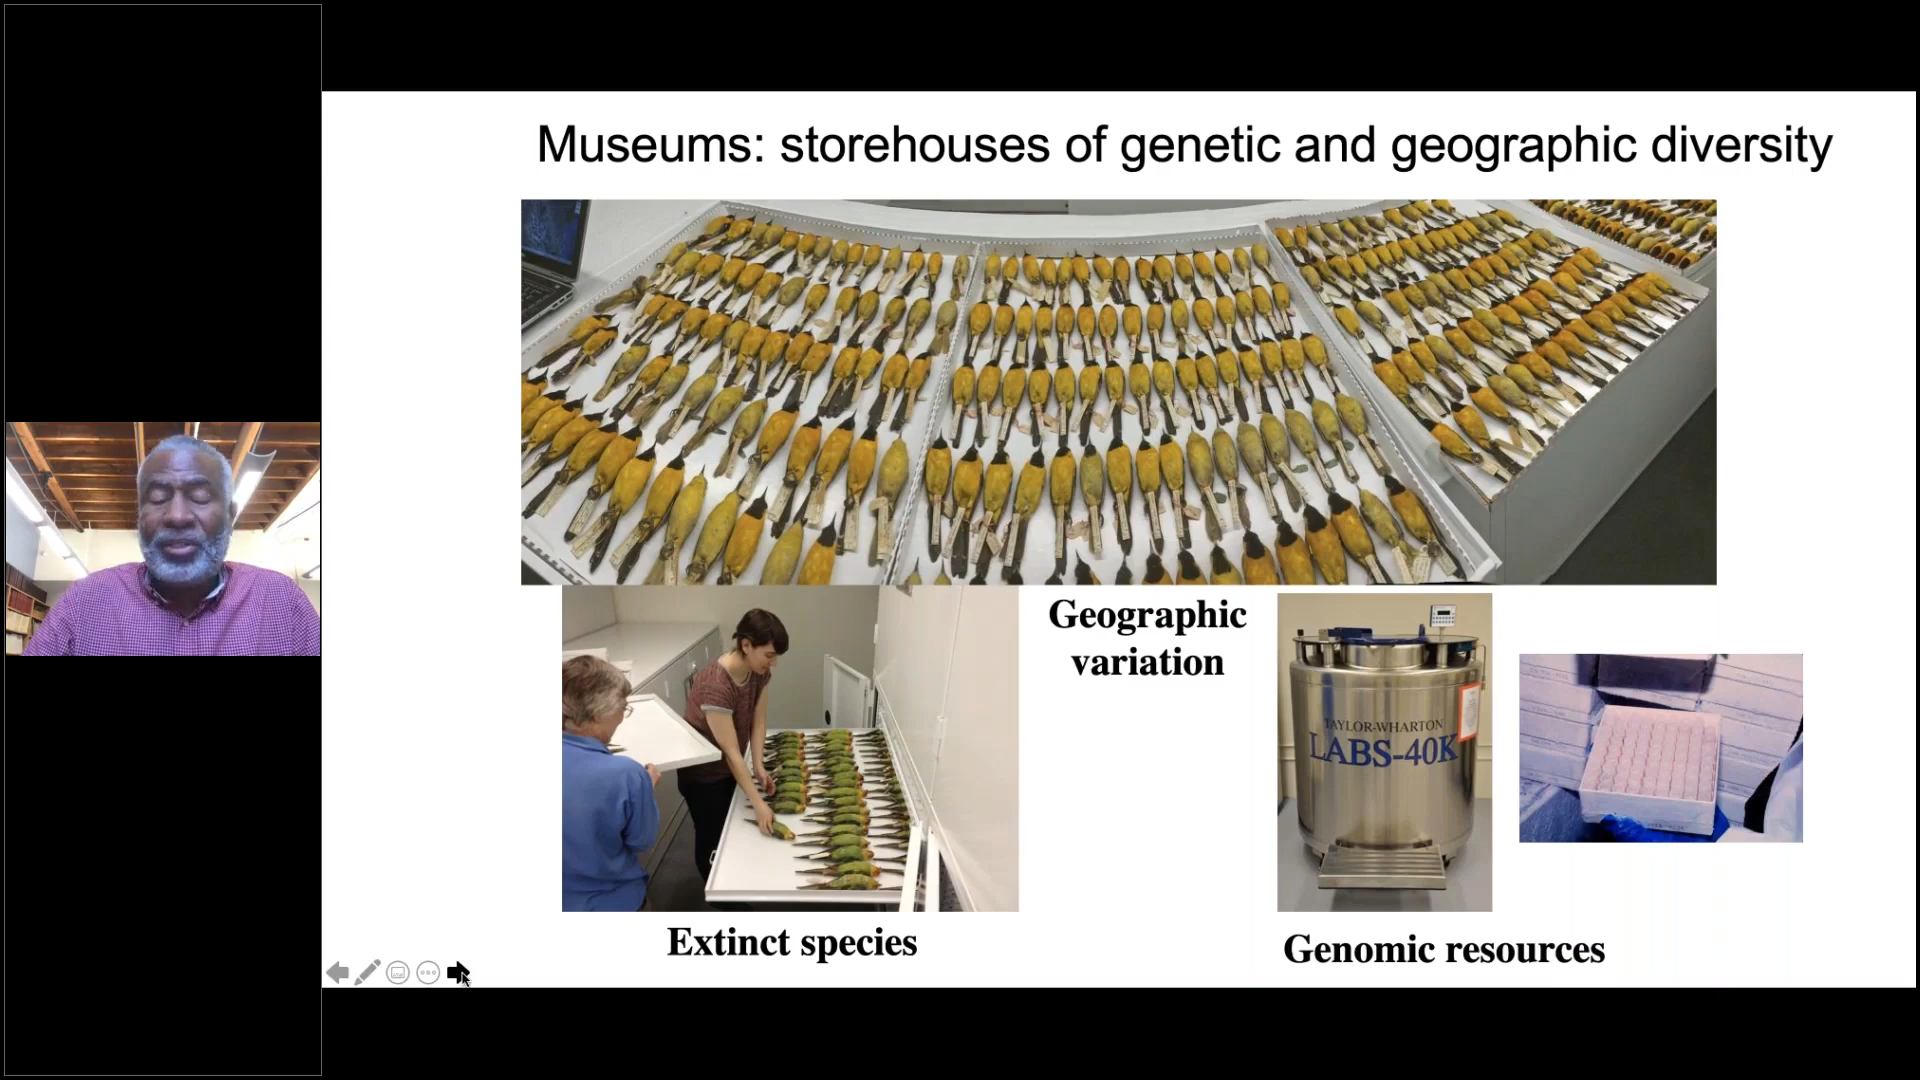 Museums: storehouses of genetic and geographic diversity
Geographic
variation
TAYLOR-WHARTON
LABS-40K
Extinct species
Genomic resources